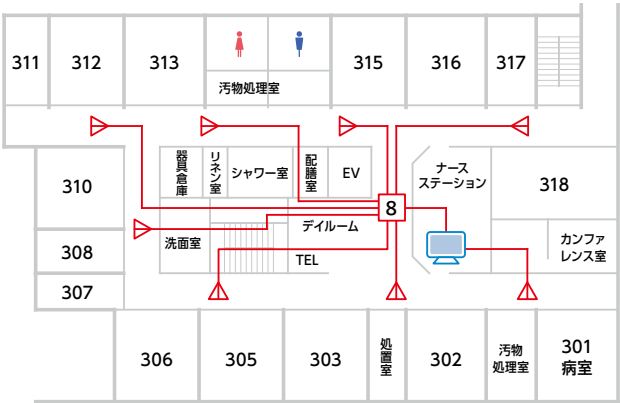 311
312
313
315
316
317
汚物処理室
器具倉庫
リネン室
シャワー室
配膳室
EV
ナース
ステーション
318
310
8
デイルーム
洗面室
カンファ
レンス室
308
TEL
307
306
305
303
処置室
302
汚物
処理室
301
病室